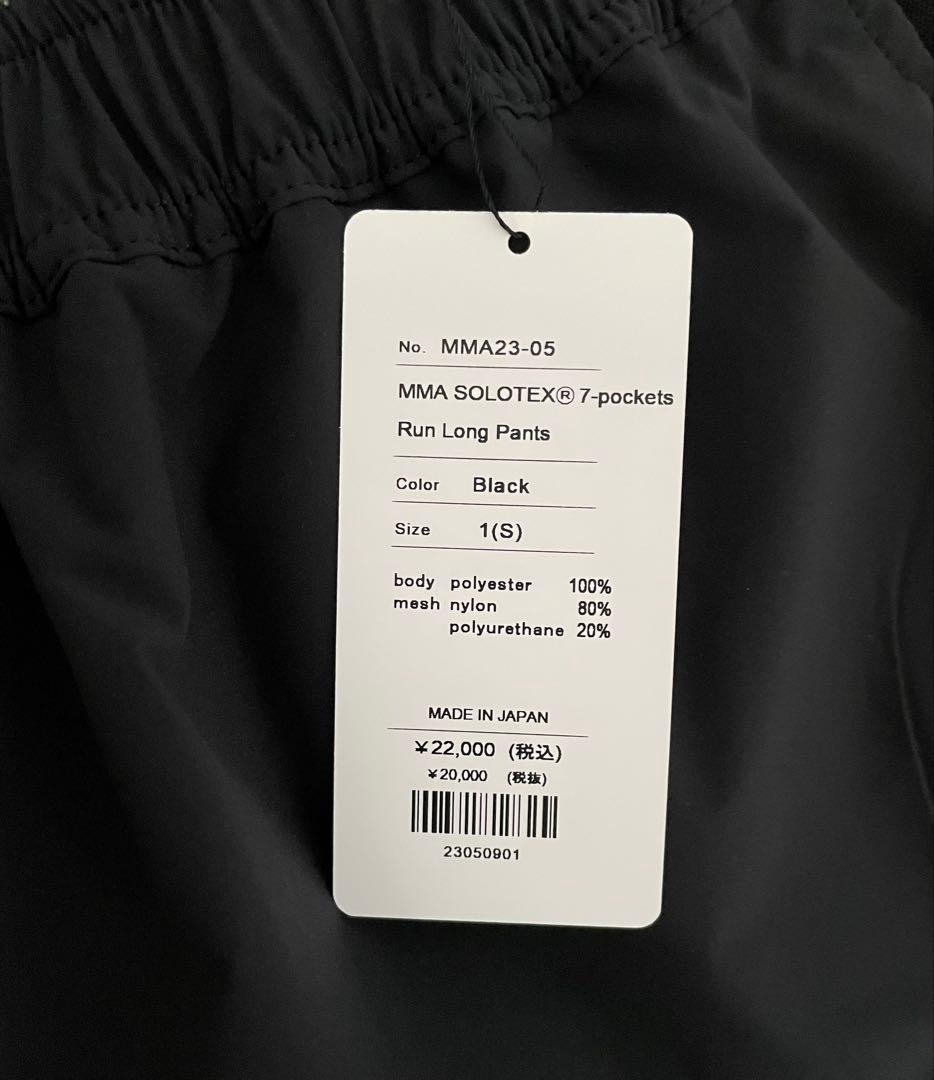 No. MMA23-05
MMA SOLOTEX® 7-pockets
Run Long Pants
Color Black
Size 1(S)
body polyester 100%
mesh nylon 80%
polyurethane 20%
MADE IN JAPAN
¥22,000 (税込)
¥20,000 (税抜)
23050901